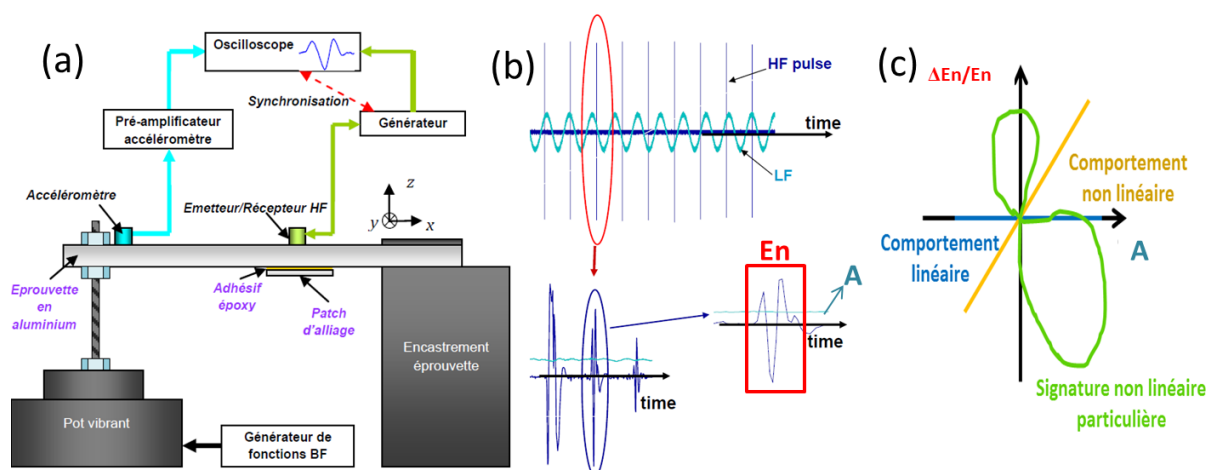 (a)
Oscilloscope
Synchronisation
Pré-amplificateur
accéléromètre
Générateur
Accéléromètre
Emetteur/Récepteur HF
z
y
x
Eprouvette
en
aluminium
Adhésif
époxy
Patch
d'alliage
Encastrement
éprouvette
Pot vibrant
Générateur de
fonctions BF
(b)
HF pulse
time
LF
En
A
time
time
(c)
ΔEn/En
Comportement
non linéaire
Comportement
linéaire
A
Signature non linéaire
particulière